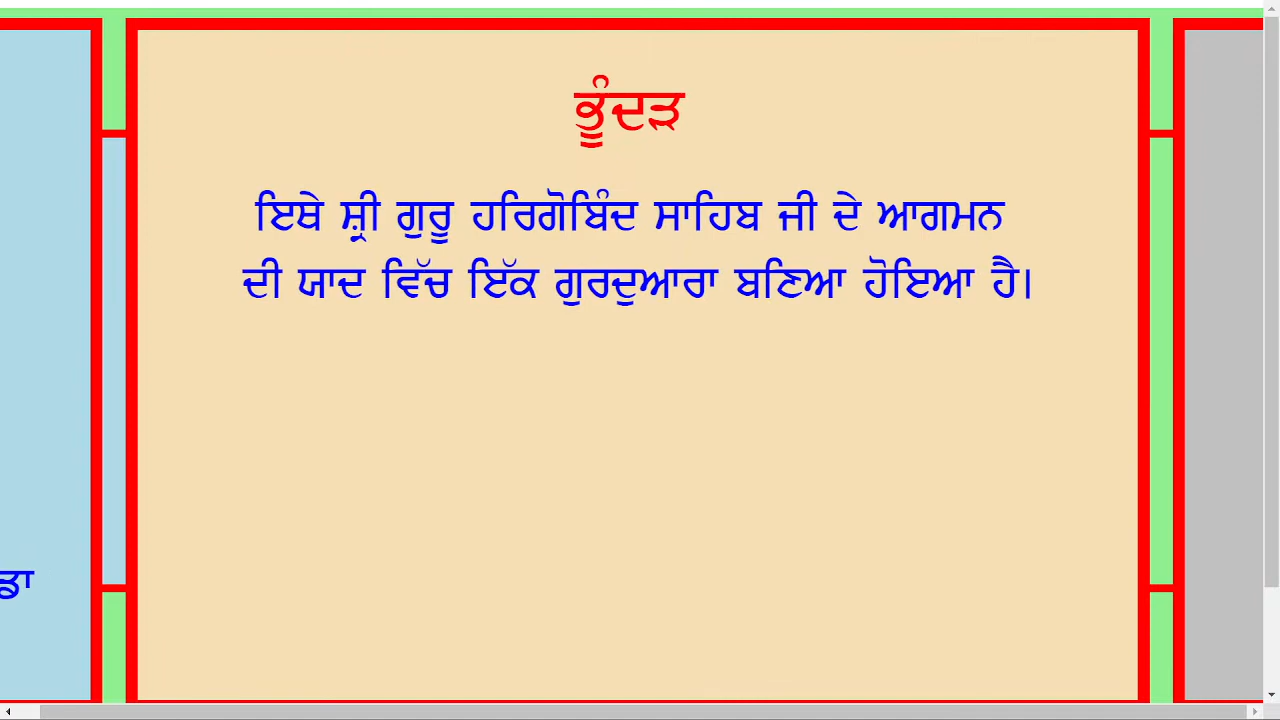 ਭੂੰਦੜ
ਇਥੇ ਸ਼੍ਰੀ ਗੁਰੂ ਹਰਿਗੋਬਿੰਦ ਸਾਹਿਬ ਜੀ ਦੇ ਆਗਮਨ
ਦੀ ਯਾਦ ਵਿੱਚ ਇੱਕ ਗੁਰਦੁਆਰਾ ਬਣਿਆ ਹੋਇਆ ਹੈ।